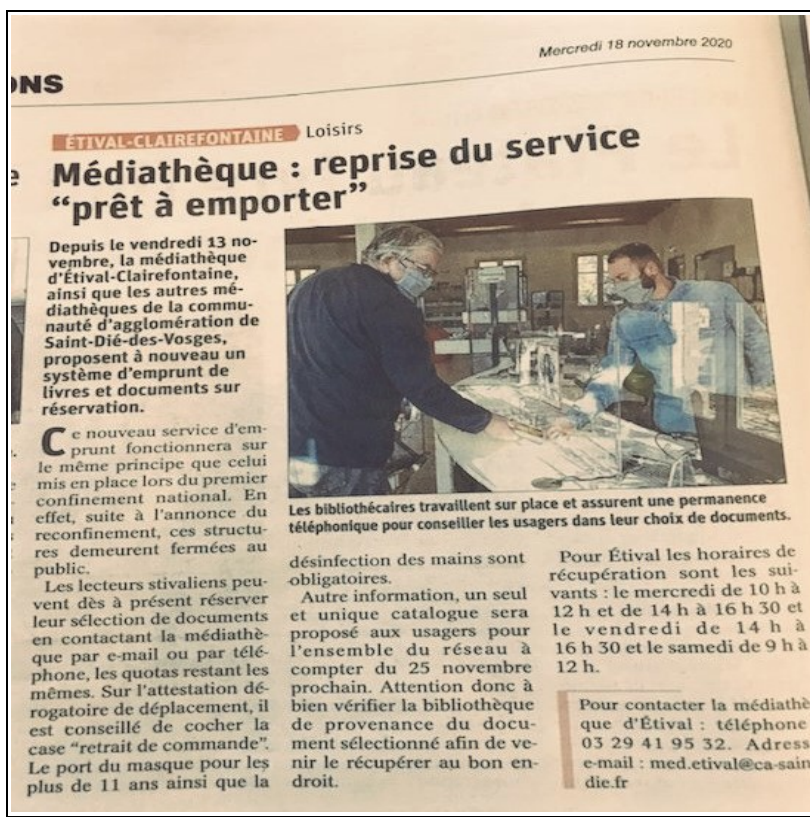 Mercredi 18 novembre 2020
ONS
ÉTIVAL-CLAIREFONTAINE Loisirs
Médiathèque : reprise du service
“prêt à emporter”
Depuis le vendredi 13 no-
vembre, la médiathèque
d’Étival-Clairefontaine,
ainsi que les autres mé-
diathèques de la commu-
nauté d’agglomération de
Saint-Dié-des-Vosges,
proposent à nouveau un
système d’emprunt de
livres et documents sur
réservation.
Ce nouveau service d’em-
prunt fonctionnera sur
le même principe que celui
mis en place lors du premier
confinement national. En
effet, suite à l’annonce du
reconfinement, ces structu-
res demeurent fermées au
public.
Les lecteurs stivaliens peu-
vent dès à présent réserver
leur sélection de documents
en contactant la médiathè-
que par e-mail ou par télé-
phone, les quotas restant les
mêmes. Sur l’attestation dé-
rogatoire de déplacement, il
est conseillé de cocher la
case “retrait de commande”.
Le port du masque pour les
plus de 11 ans ainsi que la
Les bibliothécaires travaillent sur place et assurent une permanence
téléphonique pour conseiller les usagers dans leur choix de documents.
désinfection des mains sont
obligatoires.
Autre information, un seul
et unique catalogue sera
proposé aux usagers pour
l’ensemble du réseau à
compter du 25 novembre
prochain. Attention donc à
bien vérifier la bibliothèque
de provenance du docu-
ment sélectionné afin de ve-
nir le récupérer au bon en-
droit.
Pour Étival les horaires de
récupération sont les sui-
vants : le mercredi de 10 h à
12 h et de 14 h à 16 h 30 et
le vendredi de 14 h à
16 h 30 et le samedi de 9 h à
12 h.
Pour contacter la médiathè
que d’Étival : téléphone
03 29 41 95 32. Adress
e-mail : med.etival@ca-sain
die.fr